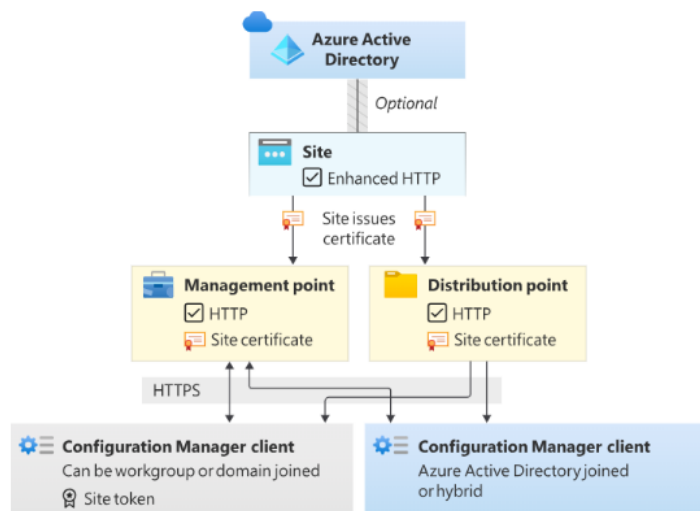 Azure Active
Directory
Optional
Site
Enhanced HTTP
Site issues
certificate
Management point
HTTP
Site certificate
Distribution point
HTTP
Site certificate
HTTPS
Configuration Manager client
Can be workgroup or domain joined
Site token
Configuration Manager client
Azure Active Directory joined
or hybrid